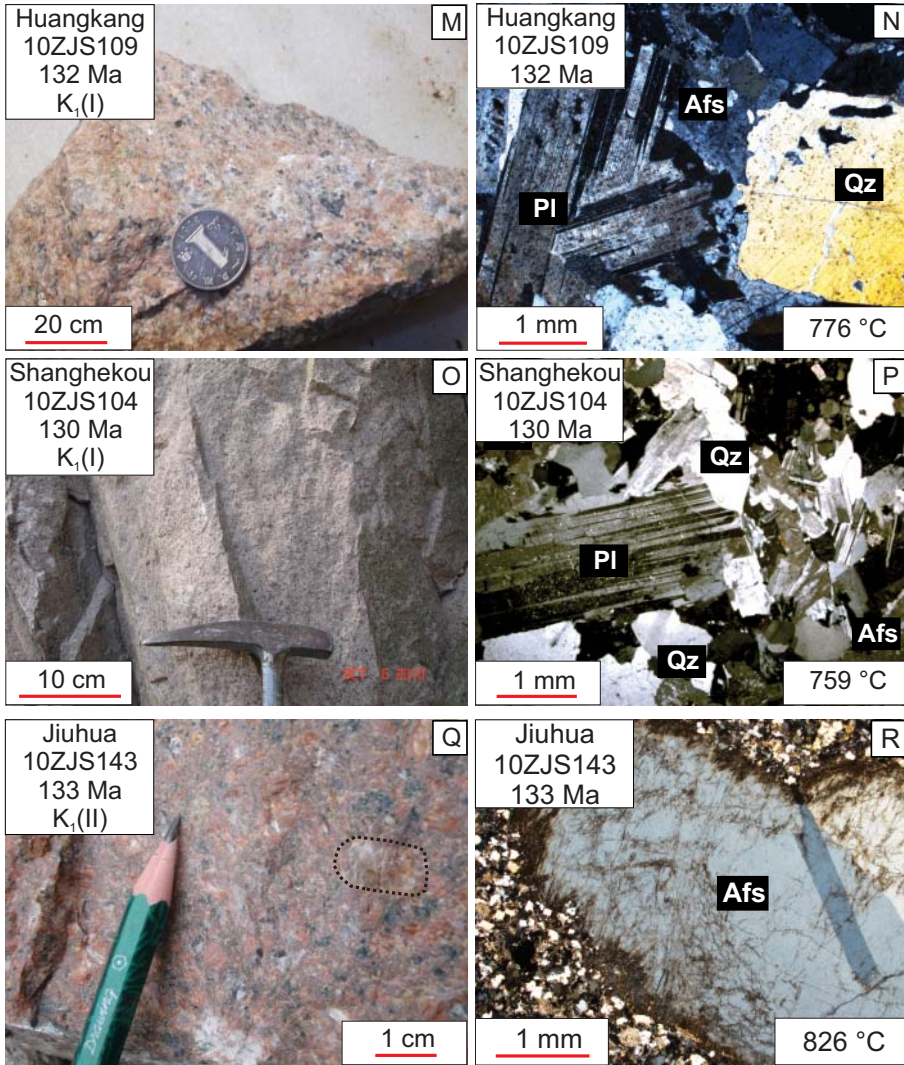 Huangkang
10ZJS109
132 Ma
K₁(I)
M
20 cm
Huangkang
10ZJS109
132 Ma
N
Afs
Qz
Pl
1 mm
776 °C
Shanghekou
10ZJS104
130 Ma
K₁(I)
O
10 cm
Shanghekou
10ZJS104
130 Ma
P
Qz
Pl
Afs
Qz
1 mm
759 °C
Jiuhua
10ZJS143
133 Ma
K₁(II)
Q
1 cm
Jiuhua
10ZJS143
133 Ma
R
Afs
1 mm
826 °C